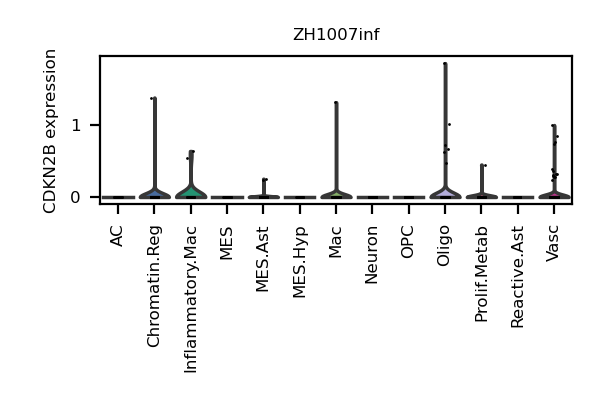 ZH1007inf
CDKN2B expression
1
0
AC
Chromatin.Reg
Inflammatory.Mac
MES
MES.Ast
MES.Hyp
Mac
Neuron
OPC
Oligo
Prolif.Metab
Reactive.Ast
Vasc